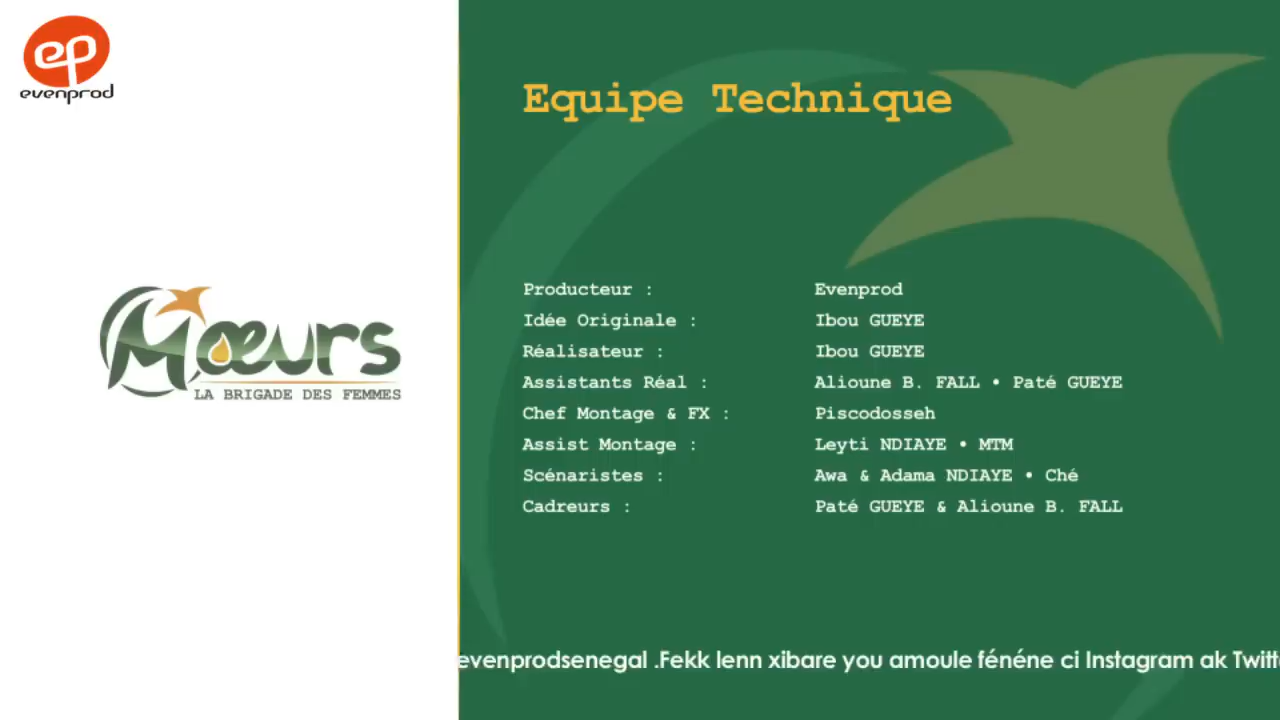 ep
evenprod
Equipe Technique
Mœurs
LA BRIGADE DES FEMMES
Producteur : Evenprod
Idée Originale : Ibou GUEYE
Réalisateur : Ibou GUEYE
Assistants Réal : Alioune B. FALL • Paté GUEYE
Chef Montage & FX : Piscodosseh
Assist Montage : Leyti NDIAYE • MTM
Scénaristes : Awa & Adama NDIAYE • Ché
Cadreurs : Paté GUEYE & Alioune B. FALL
evenprodsenegal .Fekk lenn xibare you amoule fénéne ci Instagram ak Twitt